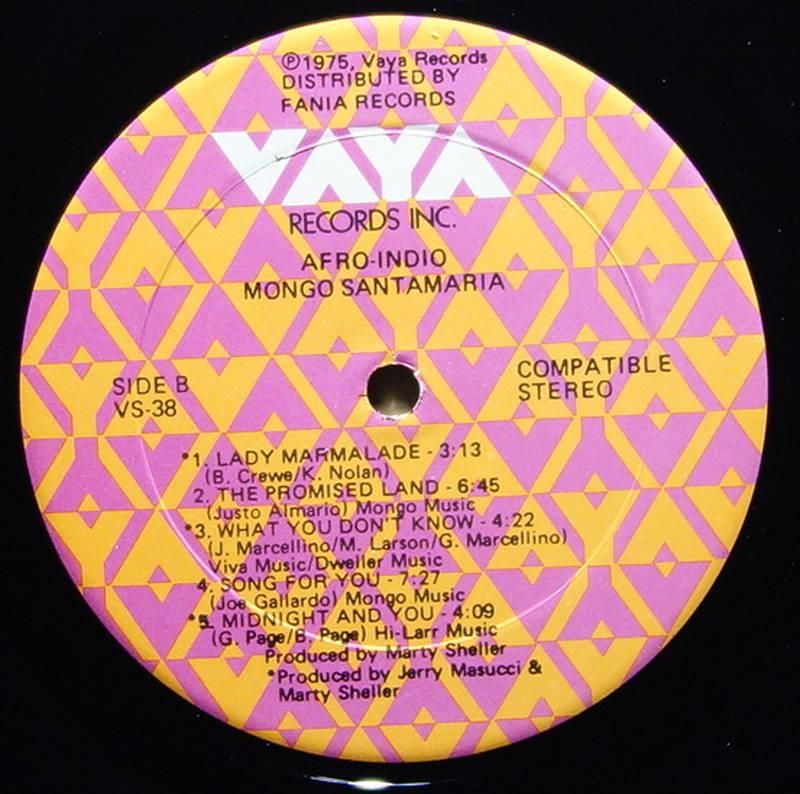 ℗1975, Vaya Records
DISTRIBUTED BY
FANIA RECORDS
VAYA
RECORDS INC.
AFRO-INDIO
MONGO SANTAMARIA
SIDE B
VS-38
COMPATIBLE
STEREO
*1. LADY MARMALADE - 3:13
(B. Crewe/K. Nolan)
2. THE PROMISED LAND - 6:45
(Justo Almario) Mongo Music
*3. WHAT YOU DON'T KNOW - 4:22
(J. Marcellino/M. Larson/G. Marcellino)
Viva Music/Dweller Music
4. SONG FOR YOU - 7:27
(Joe Gallardo) Mongo Music
*5. MIDNIGHT AND YOU - 4:09
(G. Page/B. Page) Hi-Larr Music
Produced by Marty Sheller
*Produced by Jerry Masucci &
Marty Sheller